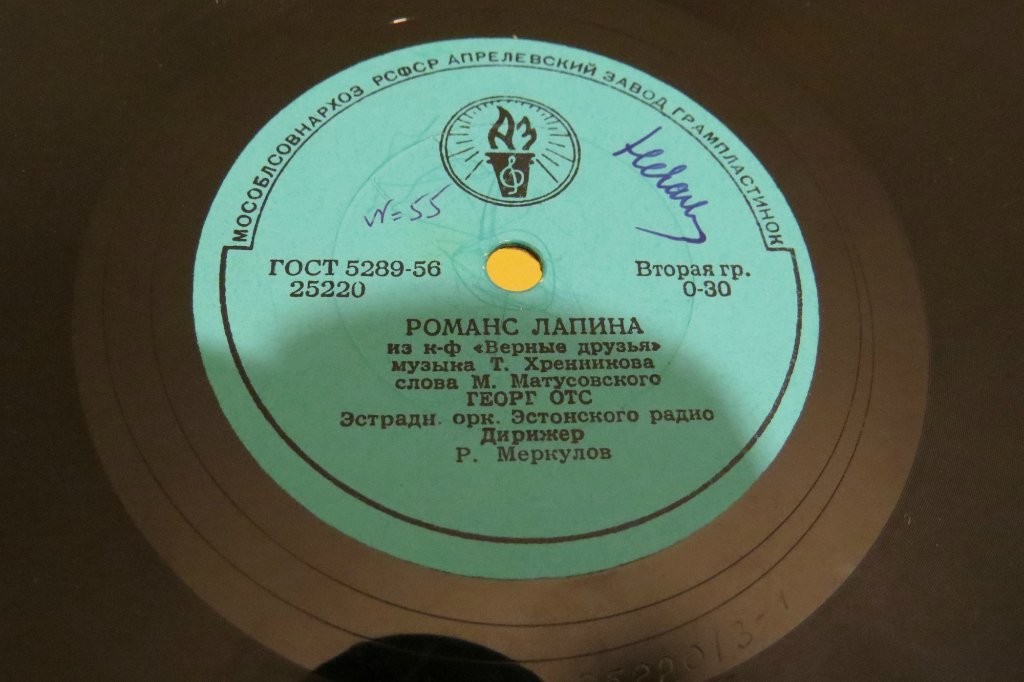 МОСОБЛСОВНАРХОЗ РСФСР АПРЕЛЕВСКИЙ ЗАВОД ГРАМПЛАСТИНОК
АЗ
№=55
ГОСТ 5289-56
25220
Вторая гр.
0-30
РОМАНС ЛАПИНА
из к-ф «Верные друзья»
музыка Т. Хренникова
слова М. Матусовского
ГЕОРГ ОТС
Эстрадн. орк. Эстонского радио
Дирижер
Р. Меркулов